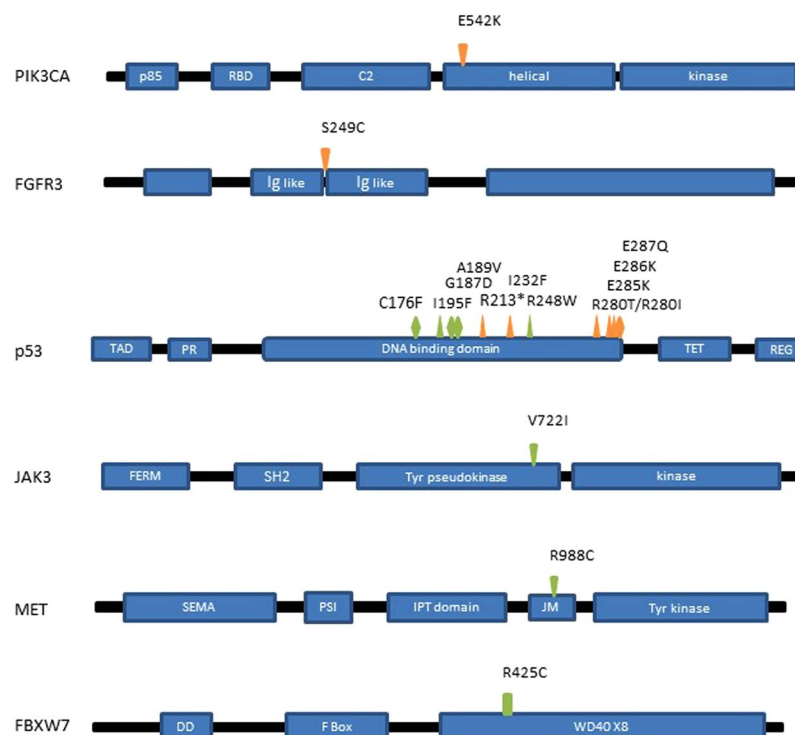 E542K
PIK3CA p85 RBD C2 helical kinase
S249C
FGFR3 Ig like Ig like
E287Q
A189V E286K
G187D I232F E285K
C176F I195F R213* R248W R280T/R280I
p53 TAD PR DNA binding domain TET REG
V722I
JAK3 FERM SH2 Tyr pseudokinase kinase
R988C
MET SEMA PSI IPT domain JM Tyr kinase
R425C
FBXW7 DD F Box WD40 X8